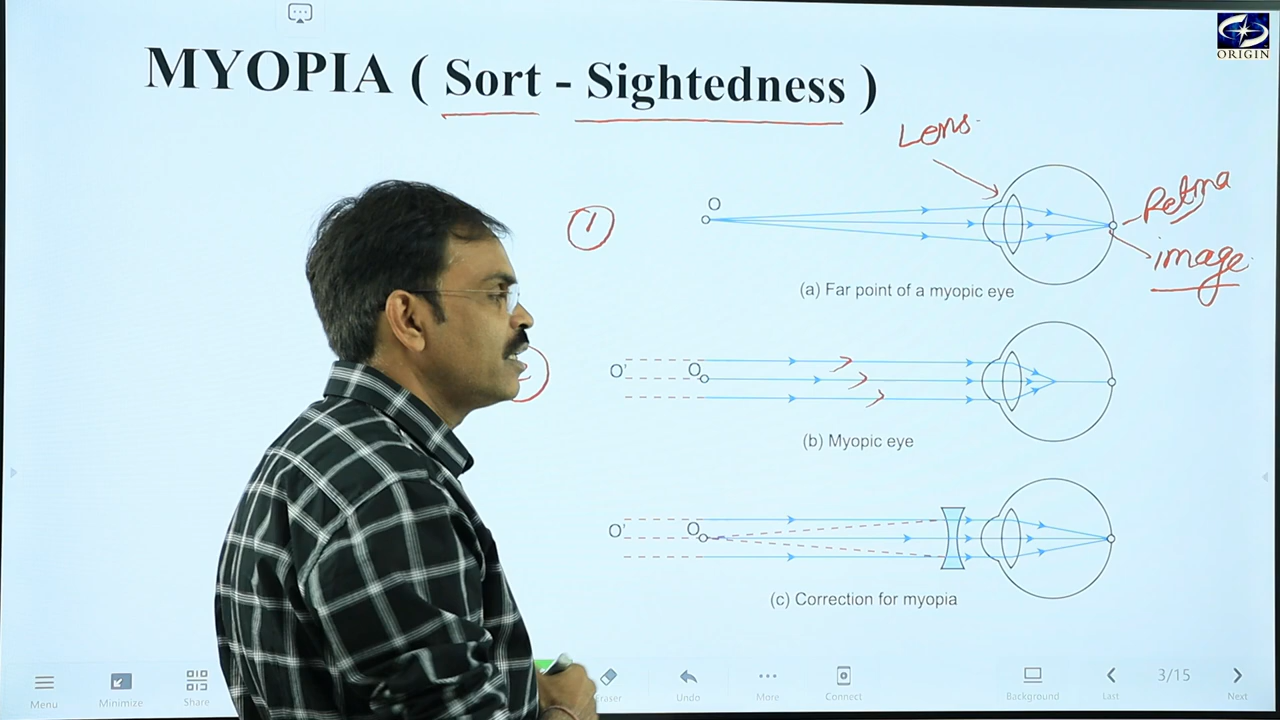 ORIGIN
MYOPIA ( Sort - Sightedness )
Lens
1
O
Retina
image
(a) Far point of a myopic eye
O'
O
(b) Myopic eye
O'
O
(c) Correction for myopia
Menu
Minimize
Share
Undo
More
Connect
Background
Last
3/15
Next